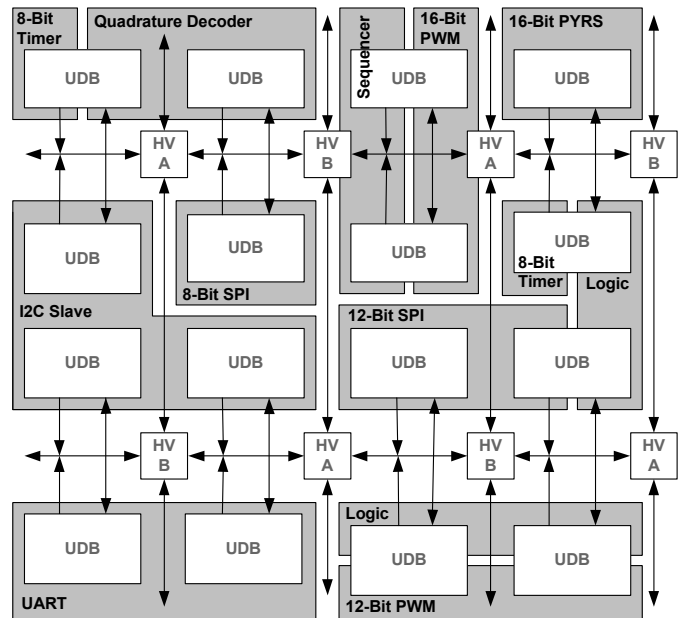 8-Bit
Timer
Quadrature Decoder
Sequencer
16-Bit
PWM
16-Bit PYRS
UDB
UDB
UDB
UDB
HV
A
HV
B
HV
A
HV
B
UDB
UDB
UDB
UDB
8-Bit
Timer
Logic
8-Bit SPI
I2C Slave
12-Bit SPI
UDB
UDB
UDB
UDB
HV
B
HV
A
HV
B
HV
A
Logic
UDB
UDB
UDB
UDB
UART
12-Bit PWM